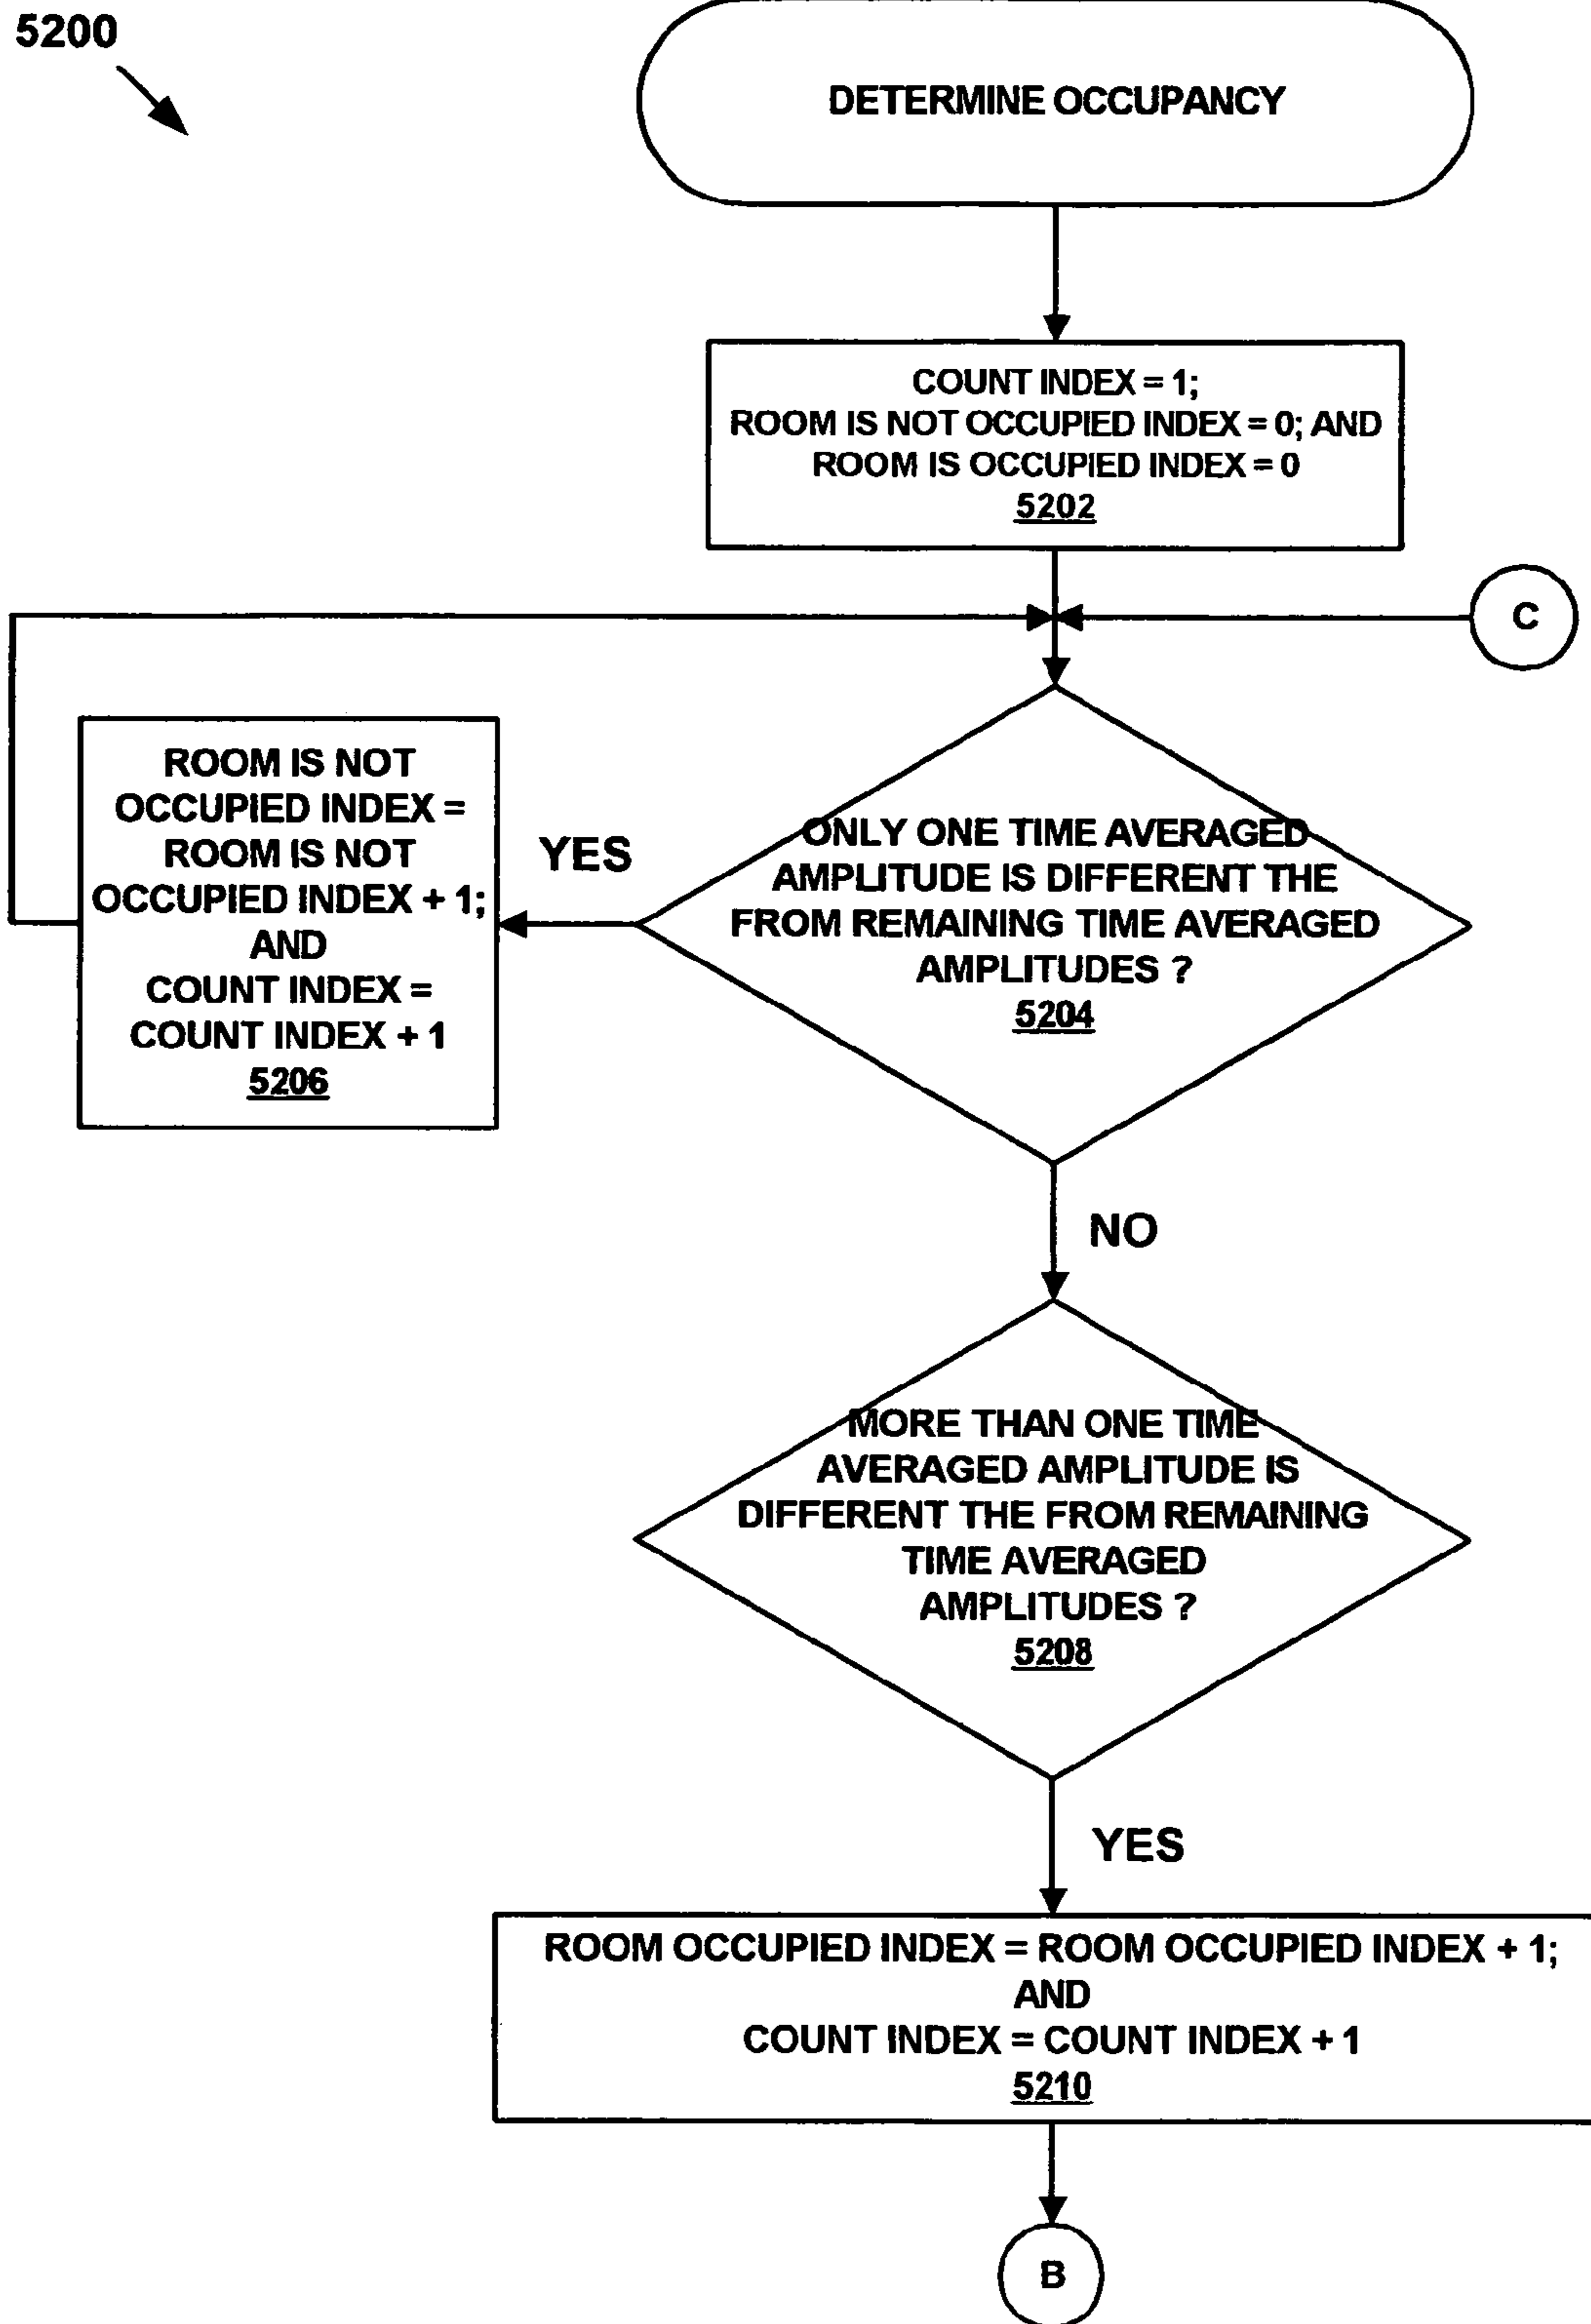 5200
DETERMINE OCCUPANCY
COUNT INDEX = 1;
ROOM IS NOT OCCUPIED INDEX = 0; AND
ROOM IS OCCUPIED INDEX = 0
5202
C
ROOM IS NOT
OCCUPIED INDEX =
ROOM IS NOT
OCCUPIED INDEX + 1;
AND
COUNT INDEX =
COUNT INDEX + 1
5206
YES
ONLY ONE TIME AVERAGED
AMPLITUDE IS DIFFERENT THE
FROM REMAINING TIME AVERAGED
AMPLITUDES ?
5204
NO
MORE THAN ONE TIME
AVERAGED AMPLITUDE IS
DIFFERENT THE FROM REMAINING
TIME AVERAGED
AMPLITUDES ?
5208
YES
ROOM OCCUPIED INDEX = ROOM OCCUPIED INDEX + 1;
AND
COUNT INDEX = COUNT INDEX + 1
5210
B